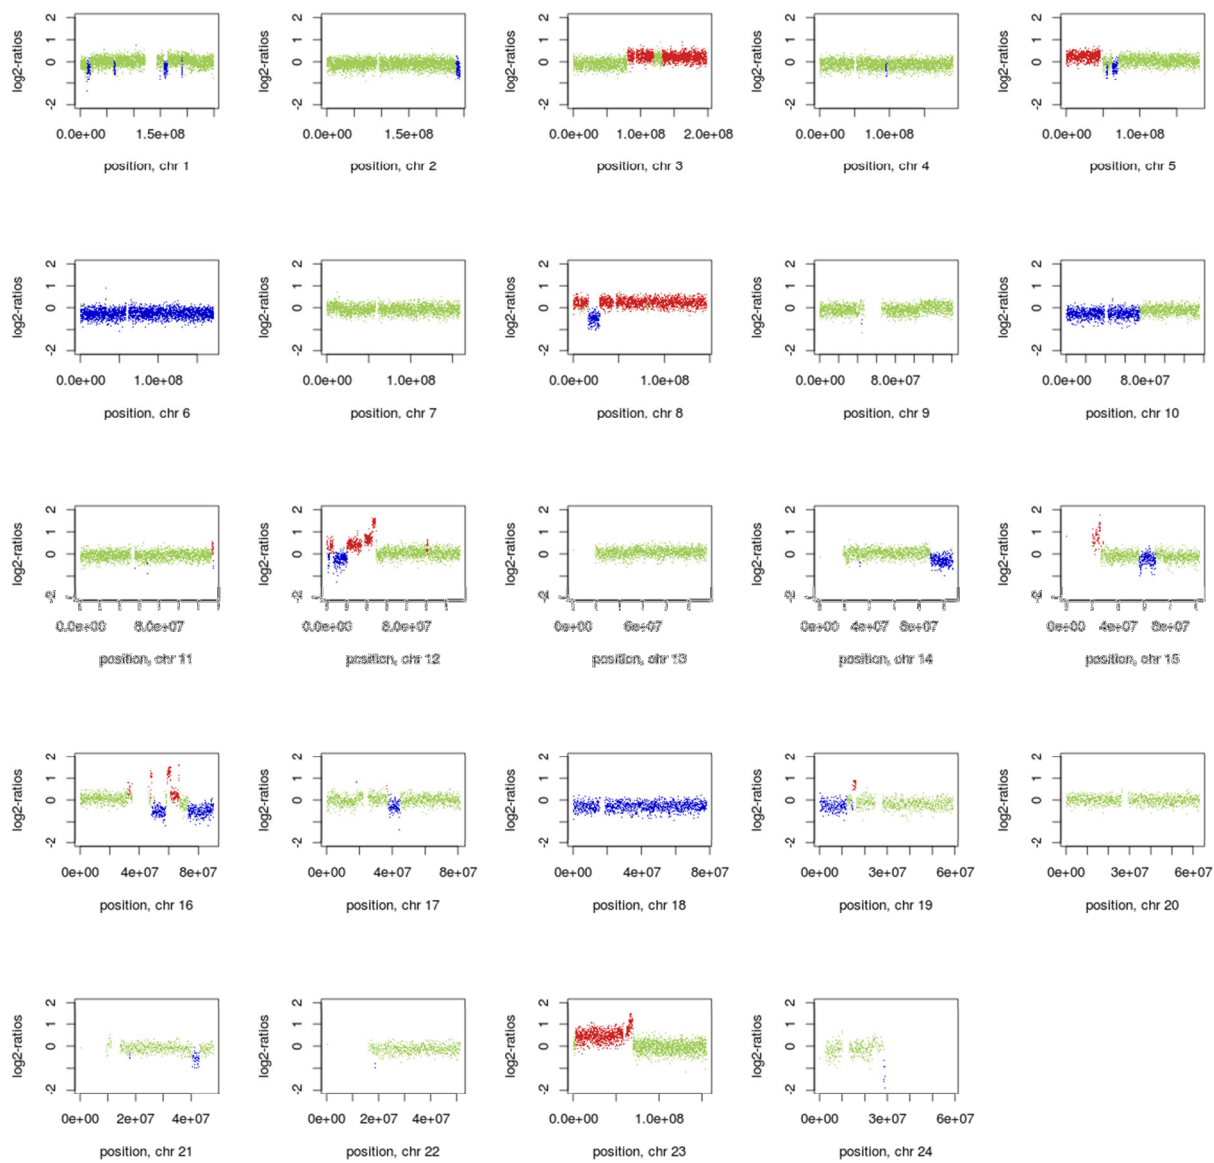 log2-ratios
2
1
0
-2
0.0e+00 1.5e+08
position, chr 1
log2-ratios
2
1
0
-2
0.0e+00 1.5e+08
position, chr 2
log2-ratios
2
1
0
-2
0.0e+00 1.0e+08 2.0e+08
position, chr 3
log2-ratios
2
1
0
-2
0.0e+00 1.0e+08
position, chr 4
log2-ratios
2
1
0
-2
0.0e+00 1.0e+08
position, chr 5
log2-ratios
2
1
0
-2
0.0e+00 1.0e+08
position, chr 6
log2-ratios
2
1
0
-2
0.0e+00 1.0e+08
position, chr 7
log2-ratios
2
1
0
-2
0.0e+00 1.0e+08
position, chr 8
log2-ratios
2
1
0
-2
0.0e+00 8.0e+07
position, chr 9
log2-ratios
2
1
0
-2
0.0e+00 8.0e+07
position, chr 10
log2-ratios
2
1
0
-2
0.0e+00 8.0e+07
position, chr 11
log2-ratios
2
1
0
-2
0.0e+00 8.0e+07
position, chr 12
log2-ratios
2
1
0
-2
0e+00 6e+07
position, chr 13
log2-ratios
2
1
0
-2
0e+00 4e+07 8e+07
position, chr 14
log2-ratios
2
1
0
-2
0e+00 4e+07 8e+07
position, chr 15
log2-ratios
2
1
0
-2
0e+00 4e+07 8e+07
position, chr 16
log2-ratios
2
1
0
-2
0e+00 4e+07 8e+07
position, chr 17
log2-ratios
2
1
0
-2
0e+00 4e+07 8e+07
position, chr 18
log2-ratios
2
1
0
-2
0e+00 3e+07 6e+07
position, chr 19
log2-ratios
2
1
0
-2
0e+00 3e+07 6e+07
position, chr 20
log2-ratios
2
1
0
-2
0e+00 2e+07 4e+07
position, chr 21
log2-ratios
2
1
0
-2
0e+00 2e+07 4e+07
position, chr 22
log2-ratios
2
1
0
-2
0.0e+00 1.0e+08
position, chr 23
log2-ratios
2
1
0
-2
0e+00 3e+07 6e+07
position, chr 24